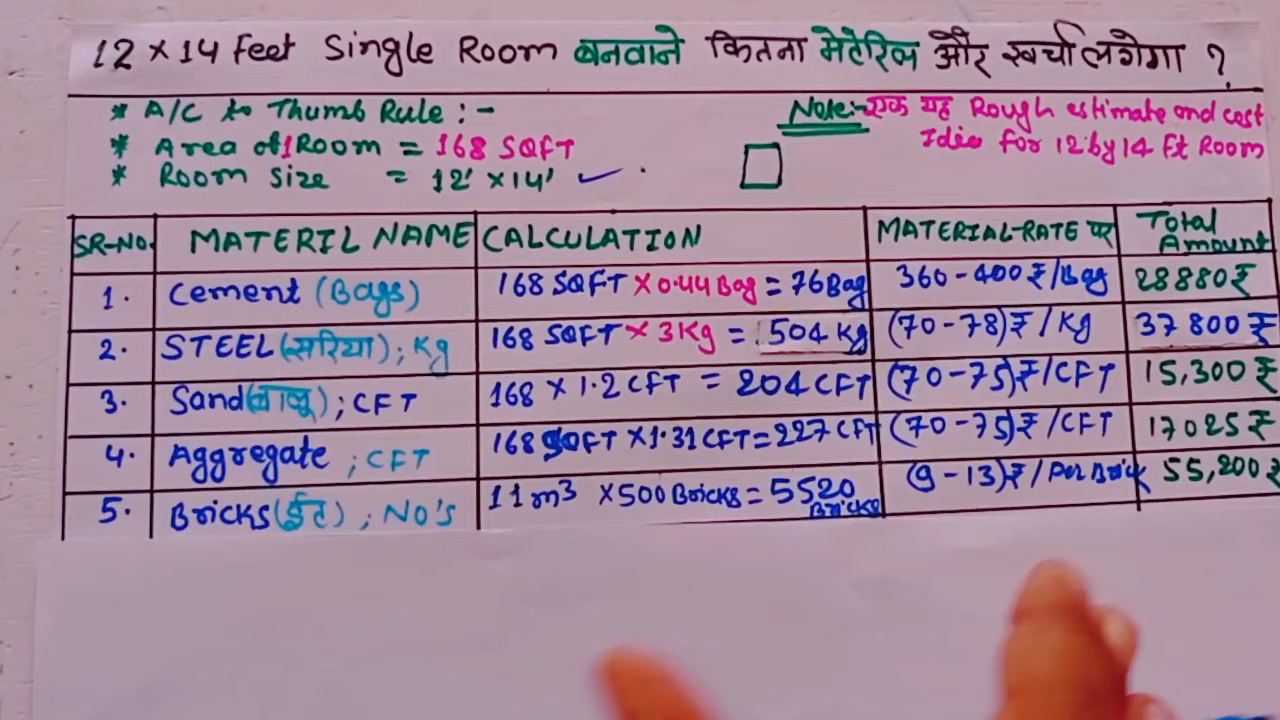 12 × 14 Feet Single Room बनवाने कितना मेटेरिल और खर्चा लगेगा ?
* A/C to Thumb Rule : -
* Area of 1 Room = 168 SQFT
* Room Size = 12' × 14' ✓
Note:- एक यह Rough estimate and cost
Idea for 12 by 14 Ft Room
SR-NO. MATERIL NAME CALCULATION MATERIAL-RATE पर Total Amount
1. Cement (Bags) 168 SQFT × 0.44 Bag = 76 Bag 360 - 400 ₹/Bag 28880 ₹
2. STEEL (सरिया) ; Kg 168 SQFT × 3 Kg = 504 Kg (70 - 78) ₹ / Kg 37800 ₹
3. Sand (बालू) ; CFT 168 × 1.2 CFT = 204 CFT (70 - 75) ₹/CFT 15,300 ₹
4. Aggregate ; CFT 168 SQFT × 1.31 CFT = 227 CFT (70 - 75) ₹ /CFT 17025 ₹
5. Bricks (ईट) ; NO's 11 m³ × 500 Bricks = 5520 Bricks (9 - 13) ₹ / Per Brick 55,200 ₹